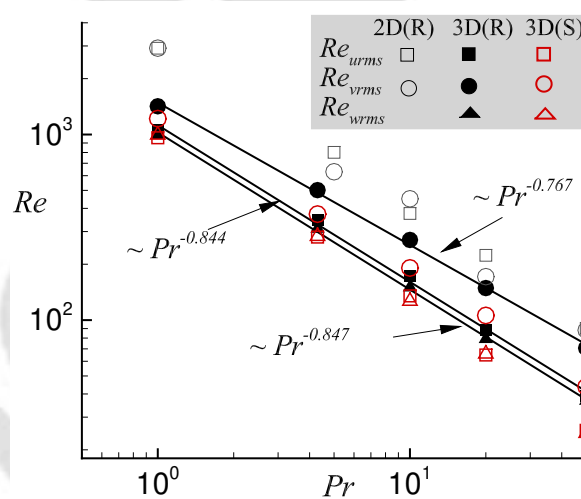 2D(R) 3D(R) 3D(S)
Re_urms
Re_vrms
Re_wrms
10^3
Re
~ Pr^-0.767
~ Pr^-0.844
10^2
~ Pr^-0.847
10^0 Pr 10^1